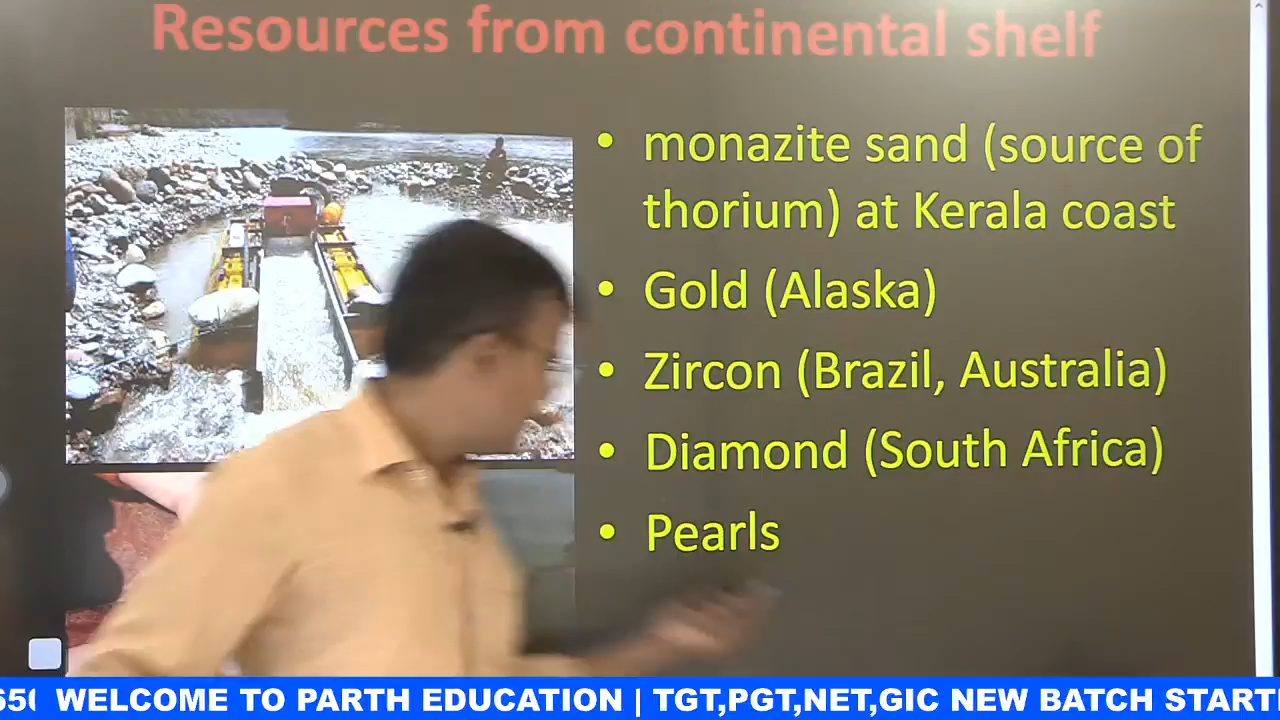 Resources from continental shelf
• monazite sand (source of
thorium) at Kerala coast
• Gold (Alaska)
• Zircon (Brazil, Australia)
• Diamond (South Africa)
• Pearls
WELCOME TO PARTH EDUCATION | TGT,PGT,NET,GIC NEW BATCH